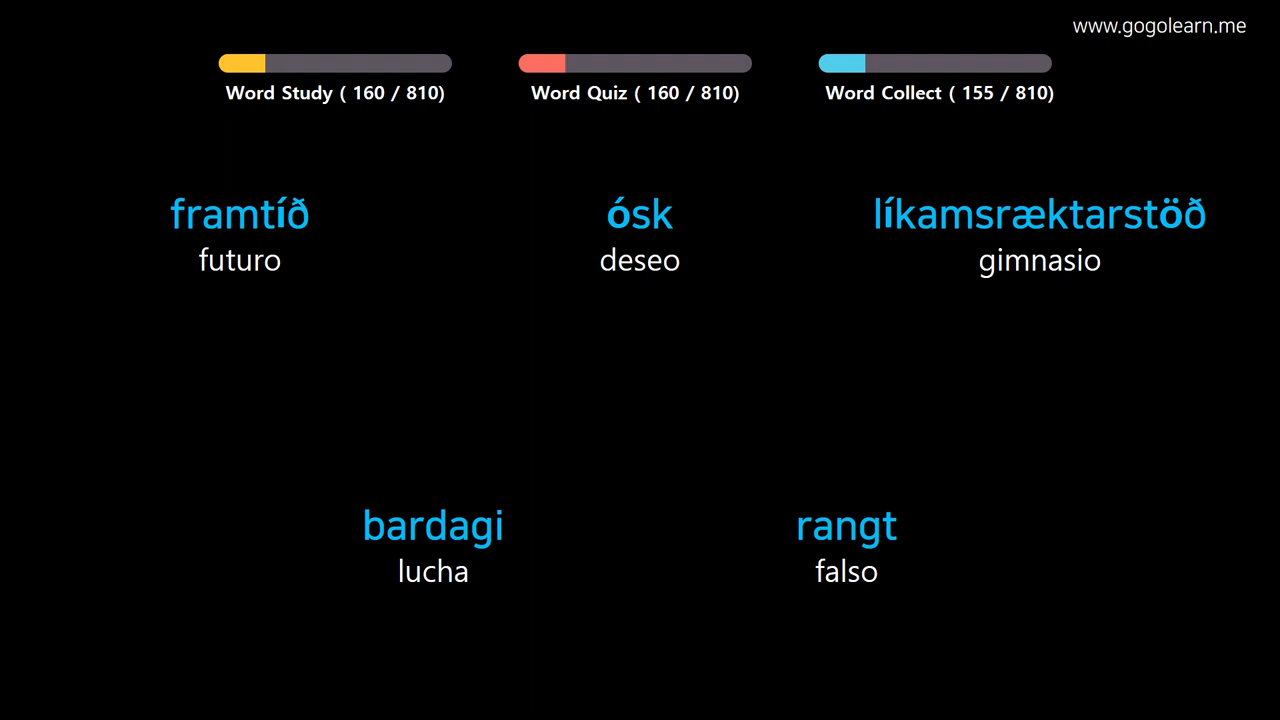 www.gogolearn.me
Word Study ( 160 / 810)
Word Quiz ( 160 / 810)
Word Collect ( 155 / 810)
framtíð
futuro
ósk
deseo
líkamsræktarstöð
gimnasio
bardagi
lucha
rangt
falso